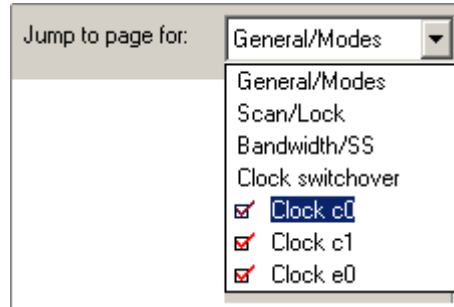 Jump to page for: General/Modes
General/Modes
Scan/Lock
Bandwidth/SS
Clock switchover
Clock c0
Clock c1
Clock e0